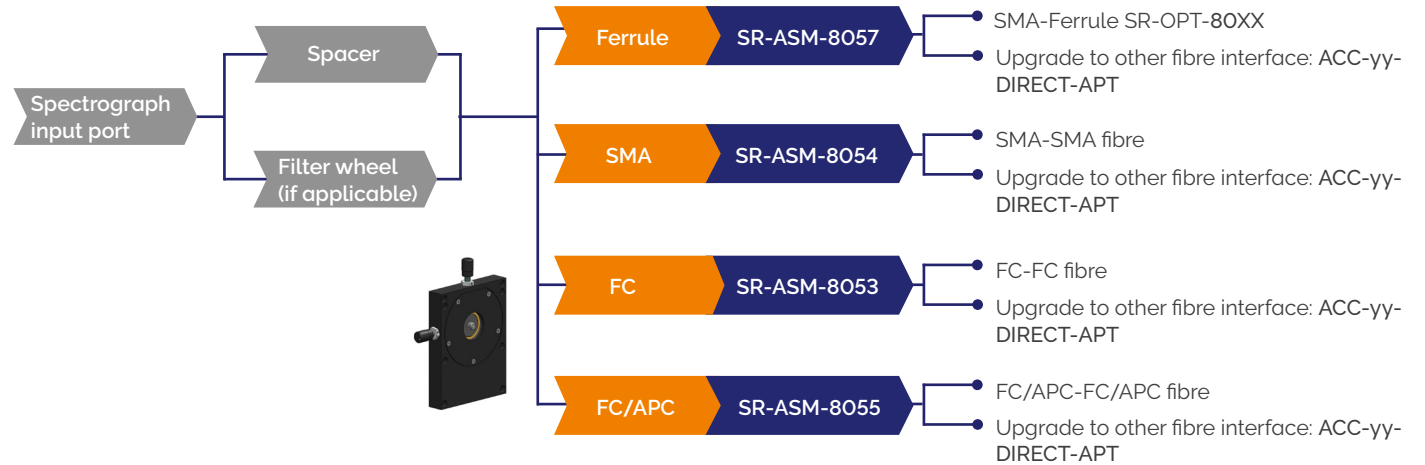 Spectrograph
input port
Spacer
Filter wheel
(if applicable)
Ferrule
SR-ASM-8057
SMA-Ferrule SR-OPT-80XX
Upgrade to other fibre interface: ACC-yy-
DIRECT-APT
SMA
SR-ASM-8054
SMA-SMA fibre
Upgrade to other fibre interface: ACC-yy-
DIRECT-APT
FC
SR-ASM-8053
FC-FC fibre
Upgrade to other fibre interface: ACC-yy-
DIRECT-APT
FC/APC
SR-ASM-8055
FC/APC-FC/APC fibre
Upgrade to other fibre interface: ACC-yy-
DIRECT-APT